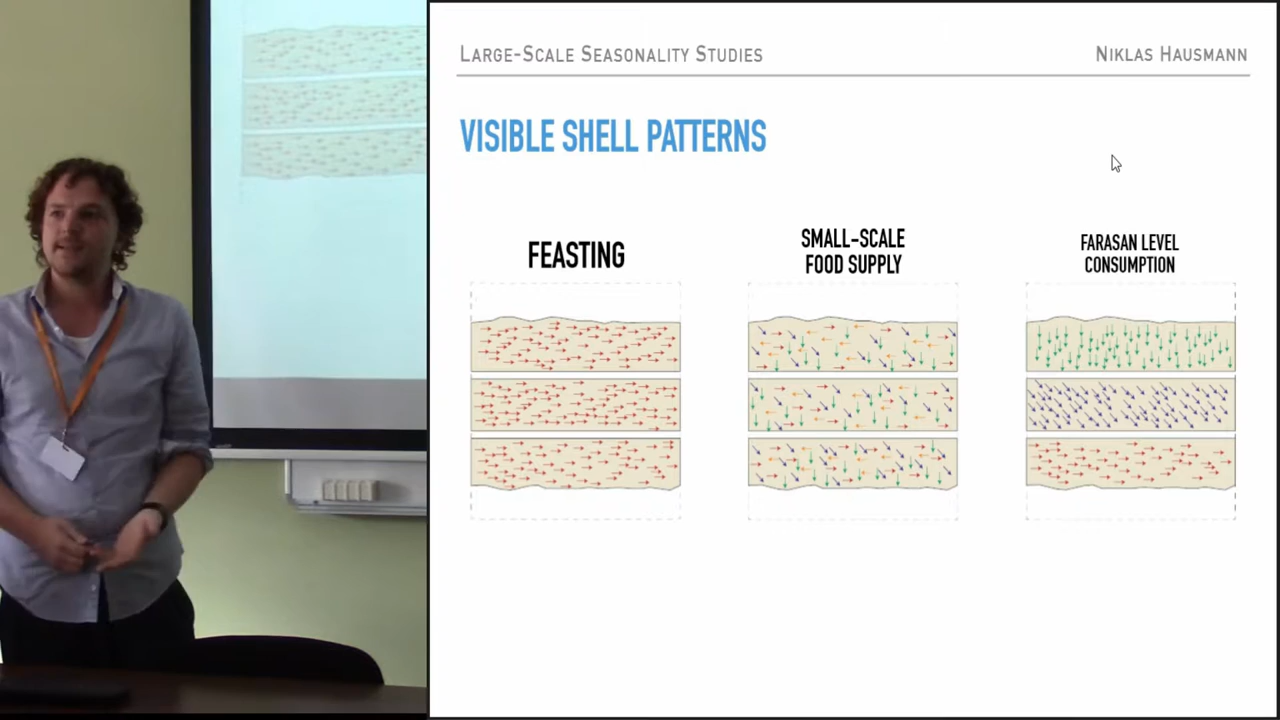 LARGE-SCALE SEASONALITY STUDIES
NIKLAS HAUSMANN
VISIBLE SHELL PATTERNS
FEASTING
SMALL-SCALE
FOOD SUPPLY
FARASAN LEVEL
CONSUMPTION